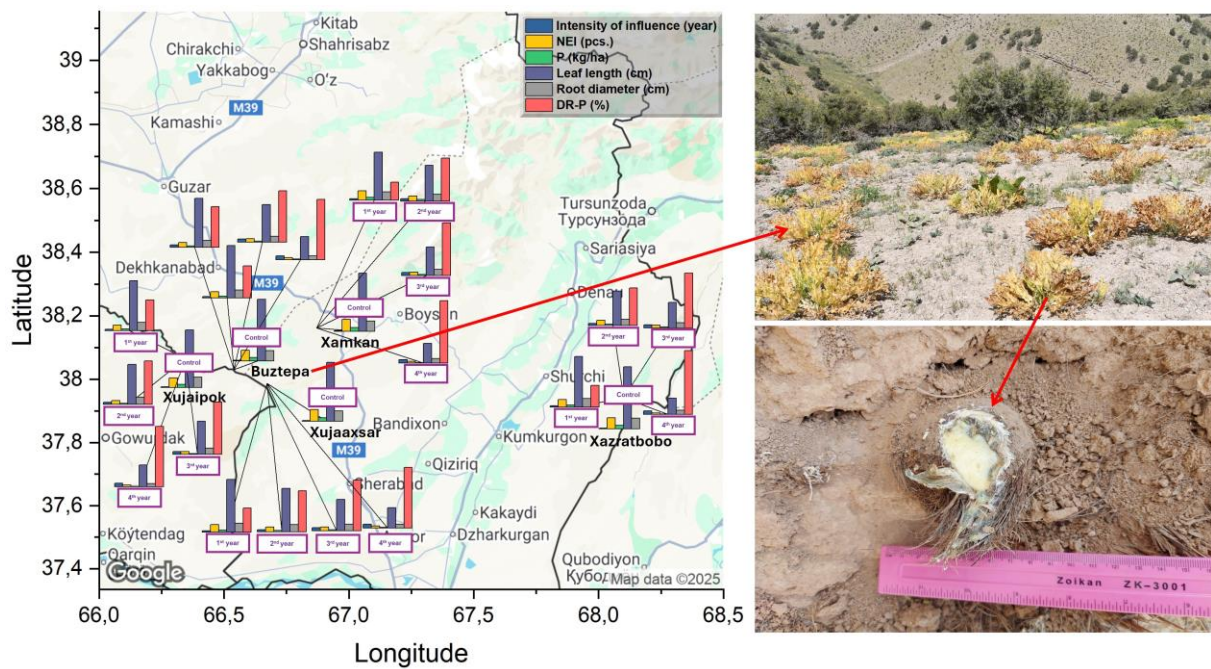 Latitude
39
38,8
38,6
38,4
38,2
38
37,8
37,6
37,4
66,0
66,5
67,0
67,5
68,0
68,5
Longitude
Intensity of influence (year)
NEI (pcs.)
P (Kg/ha)
Leaf length (cm)
Root diameter (cm)
DR-P (%)
Kitab
Chirakchi
Shahrisabz
Yakkabog
O'z
M39
Kamashi
Guzar
1st year
2nd year
Tursunzoda
Турсунзода
Sariasiya
Dekhkanabad
M39
3rd year
Denau
Control
Boysun
Xamkan
Control
1st year
Control
Buztepa
4th year
2nd year
3rd year
Xujaipok
2nd year
Control
Shurchi
1st year
Control
4th year
Xujaaxsar
Bandixon
Xazratbobo
Gowurdak
3rd year
M39
Kumkurgon
4th year
Qiziriq
Sherabad
Kakaydi
1st year
2nd year
3rd year
4th year
Dzharkurgan
Köýtendag
Qarqin
Qubodiyon
Google
Map data ©2025
Zoikan ZK-3001